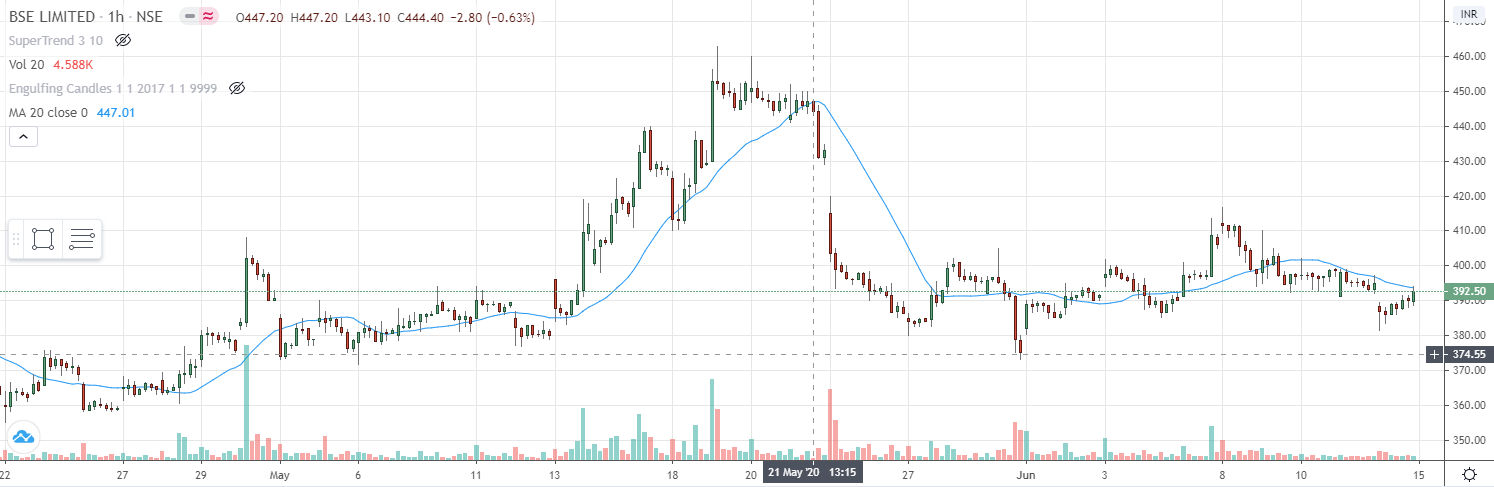 BSE LIMITED · 1h · NSE O447.20 H447.20 L443.10 C444.40 −2.80 (−0.63%)
SuperTrend 3 10
Vol 20 4.588K
Engulfing Candles 1 1 2017 1 1 9999
MA 20 close 0 447.01
INR
460.00
450.00
440.00
430.00
420.00
410.00
400.00
392.50
390.00
380.00
374.55
370.00
360.00
350.00
22 27 29 May 6 11 13 18 20 21 May '20 13:15 27 Jun 3 8 10 15